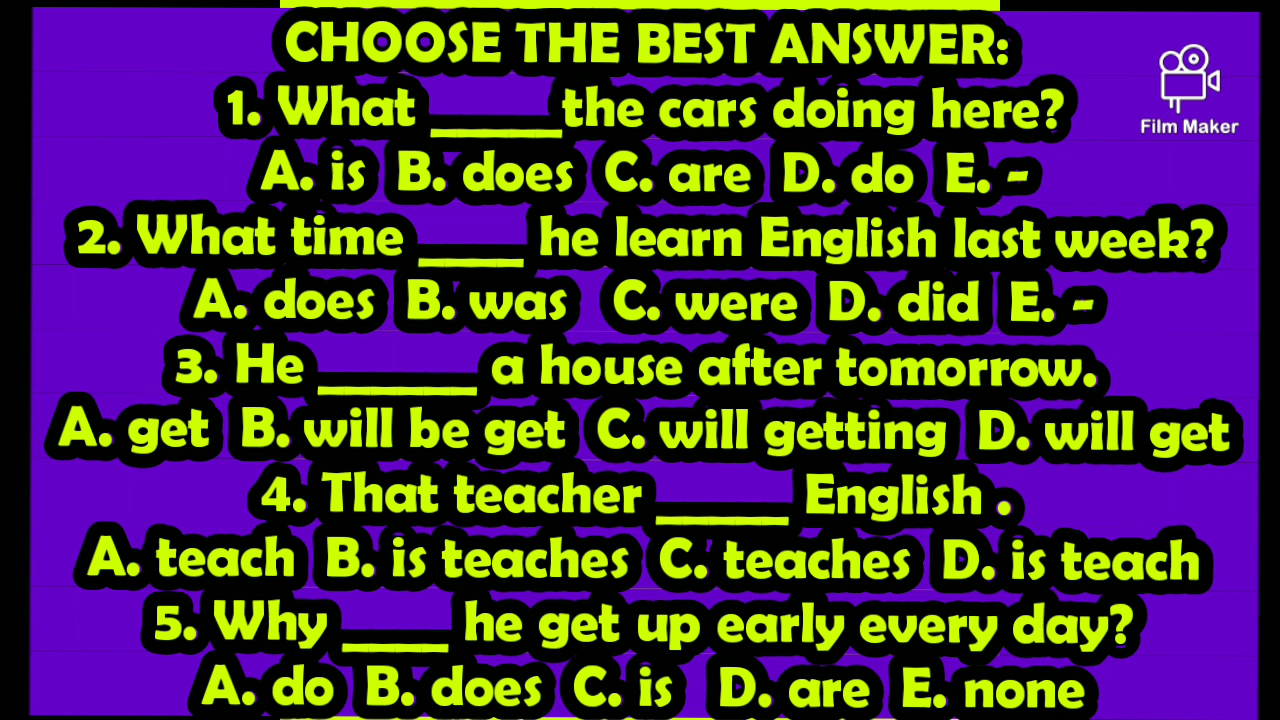 CHOOSE THE BEST ANSWER:
Film Maker
1. What _____the cars doing here?
A. is B. does C. are D. do E. -
2. What time ____ he learn English last week?
A. does B. was C. were D. did E. -
3. He ______ a house after tomorrow.
A. get B. will be get C. will getting D. will get
4. That teacher _____ English .
A. teach B. is teaches C. teaches D. is teach
5. Why ____ he get up early every day?
A. do B. does C. is D. are E. none